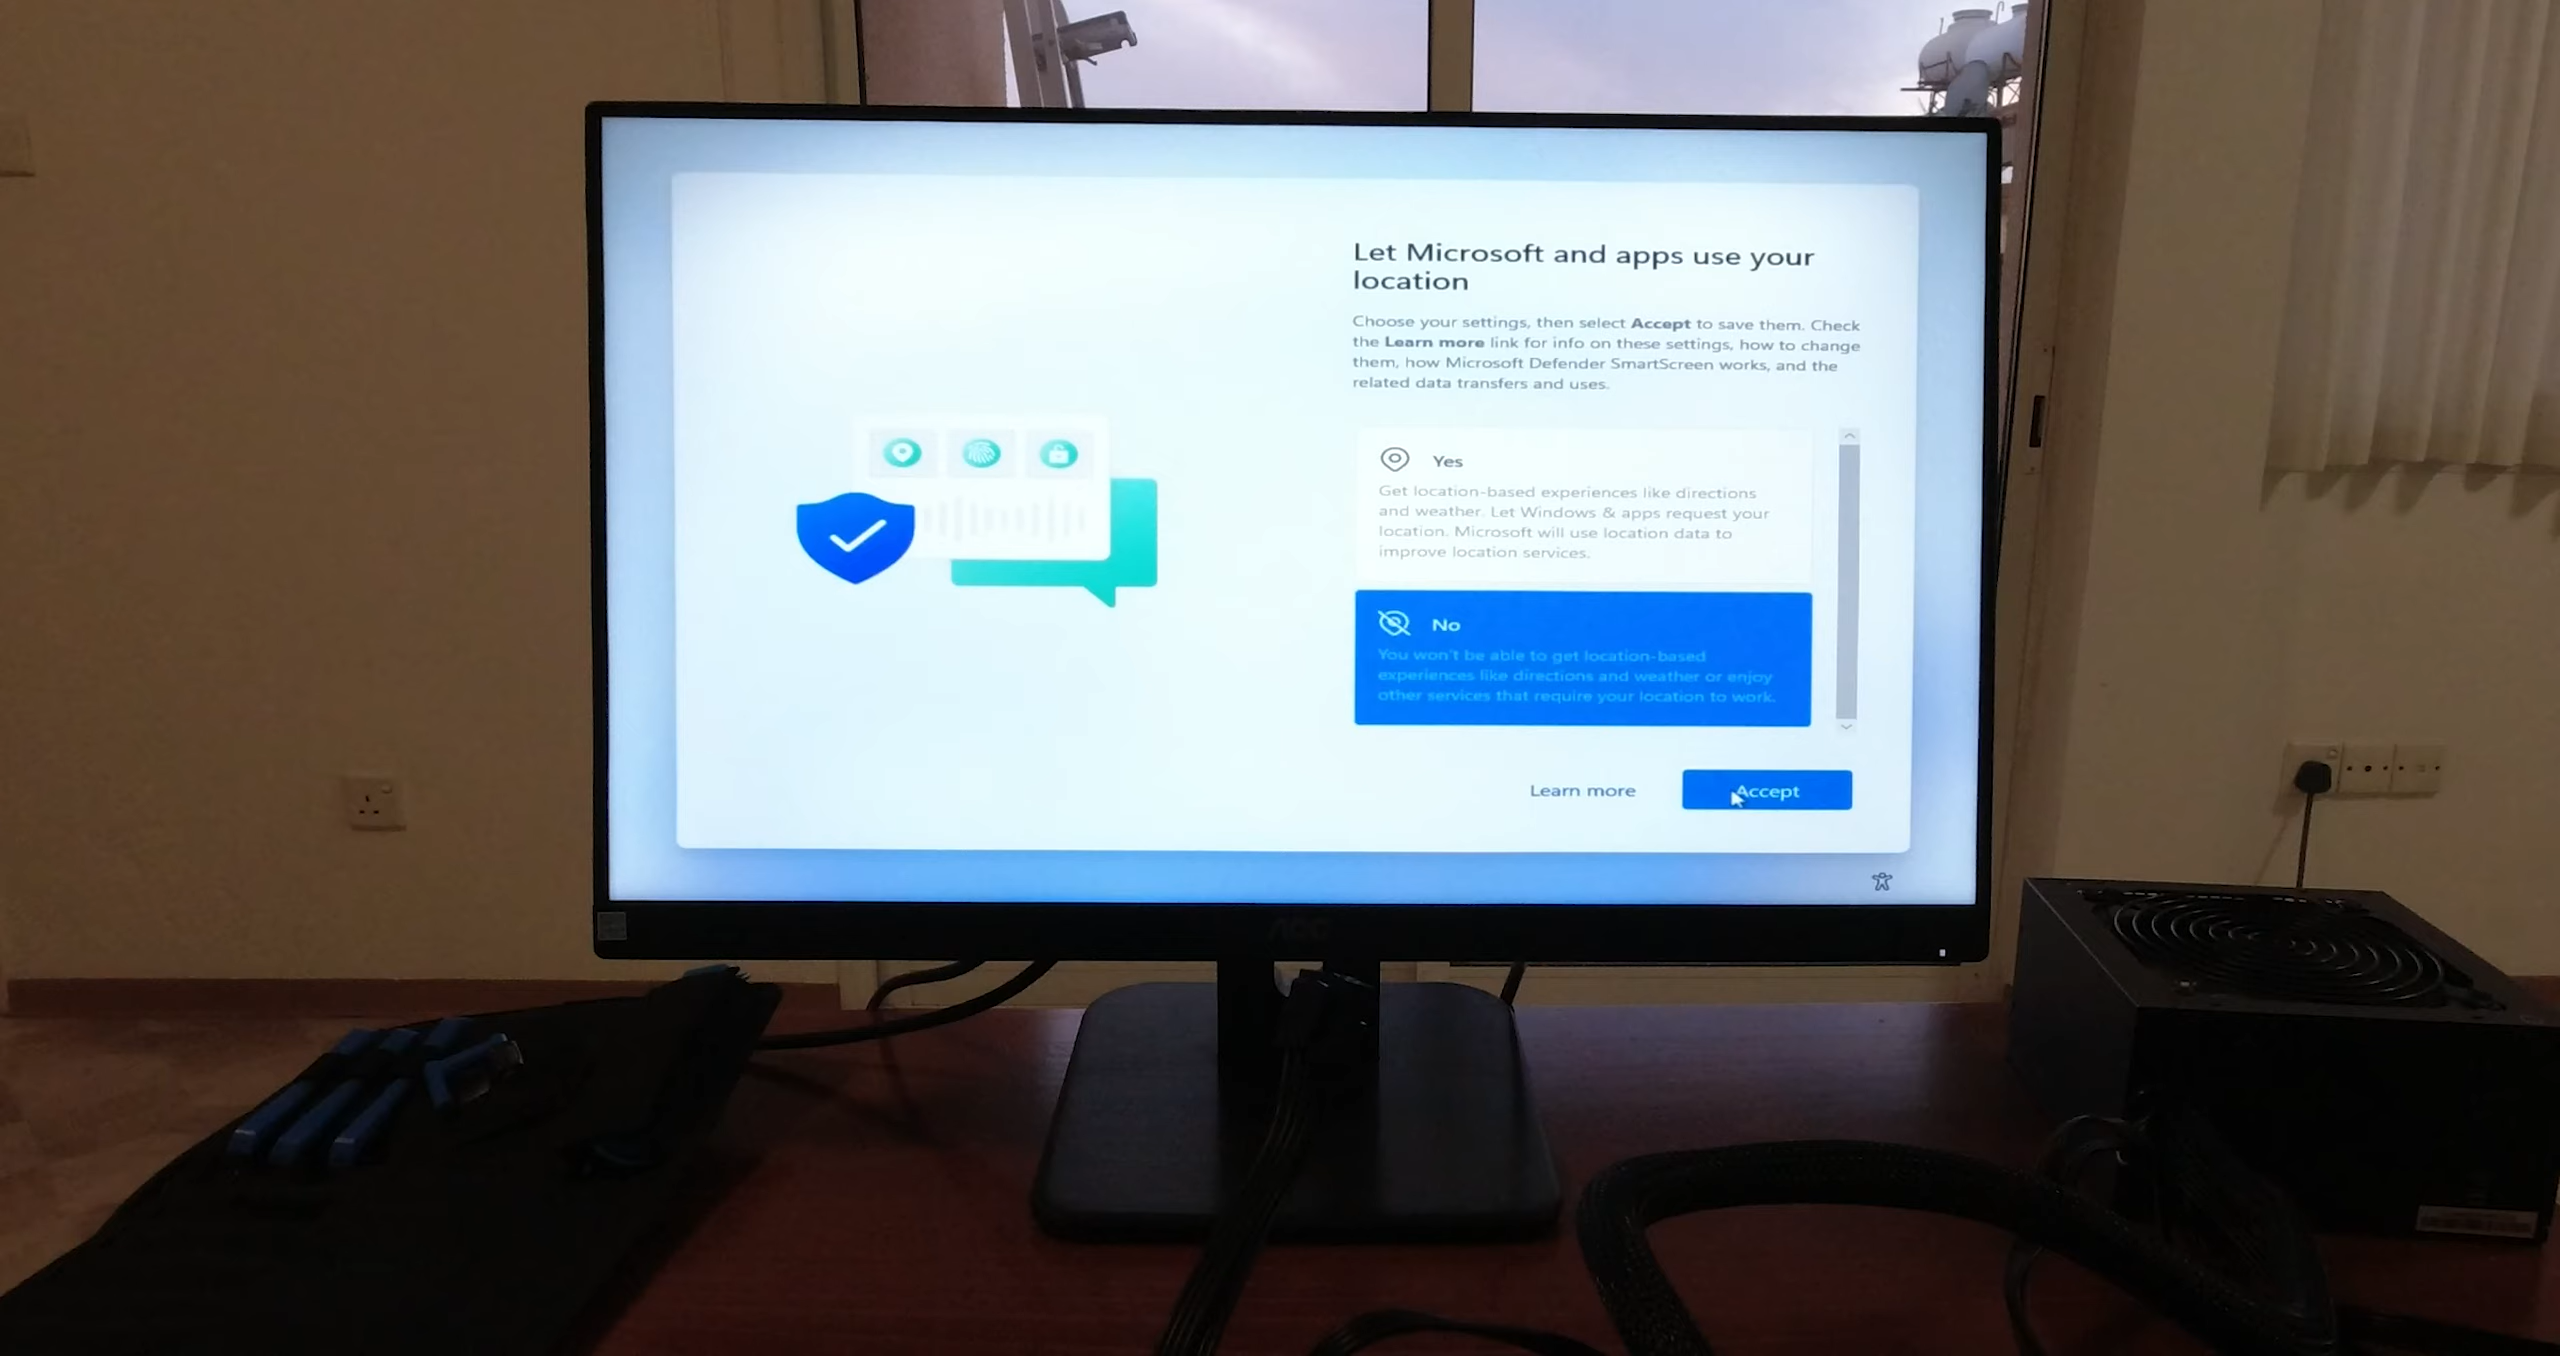 Let Microsoft and apps use your
location
Choose your settings, then select Accept to save them. Check
the Learn more link for info on these settings, how to change
them, how Microsoft Defender SmartScreen works, and the
related data transfers and uses.
Yes
Get location-based experiences like directions
and weather. Let Windows & apps request your
location. Microsoft will use location data to
improve location services.
No
You won't be able to get location-based
experiences like directions and weather or enjoy
other services that require your location to work.
Learn more
Accept
AOC